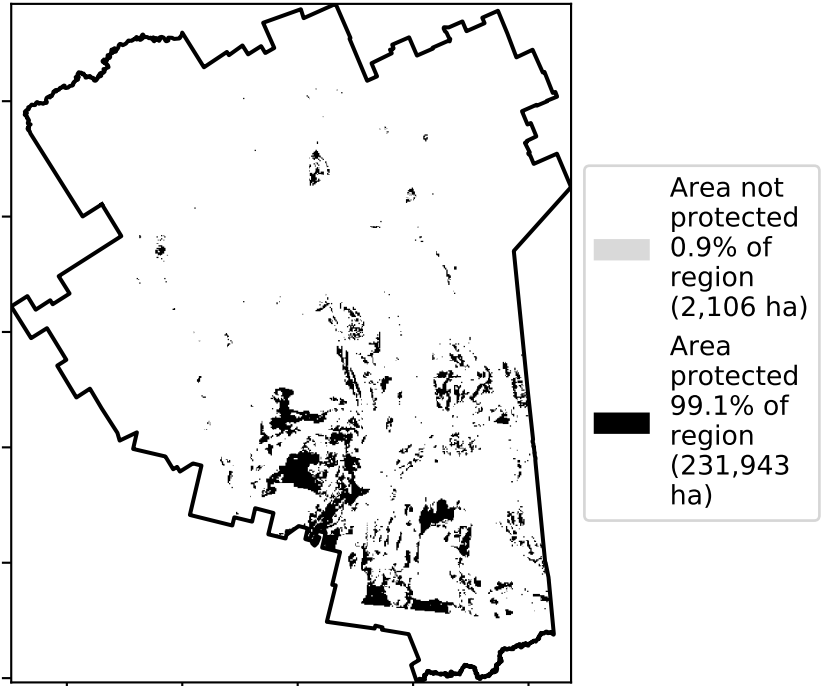 Area not
protected
0.9% of
region
(2,106 ha)
Area
protected
99.1% of
region
(231,943
ha)